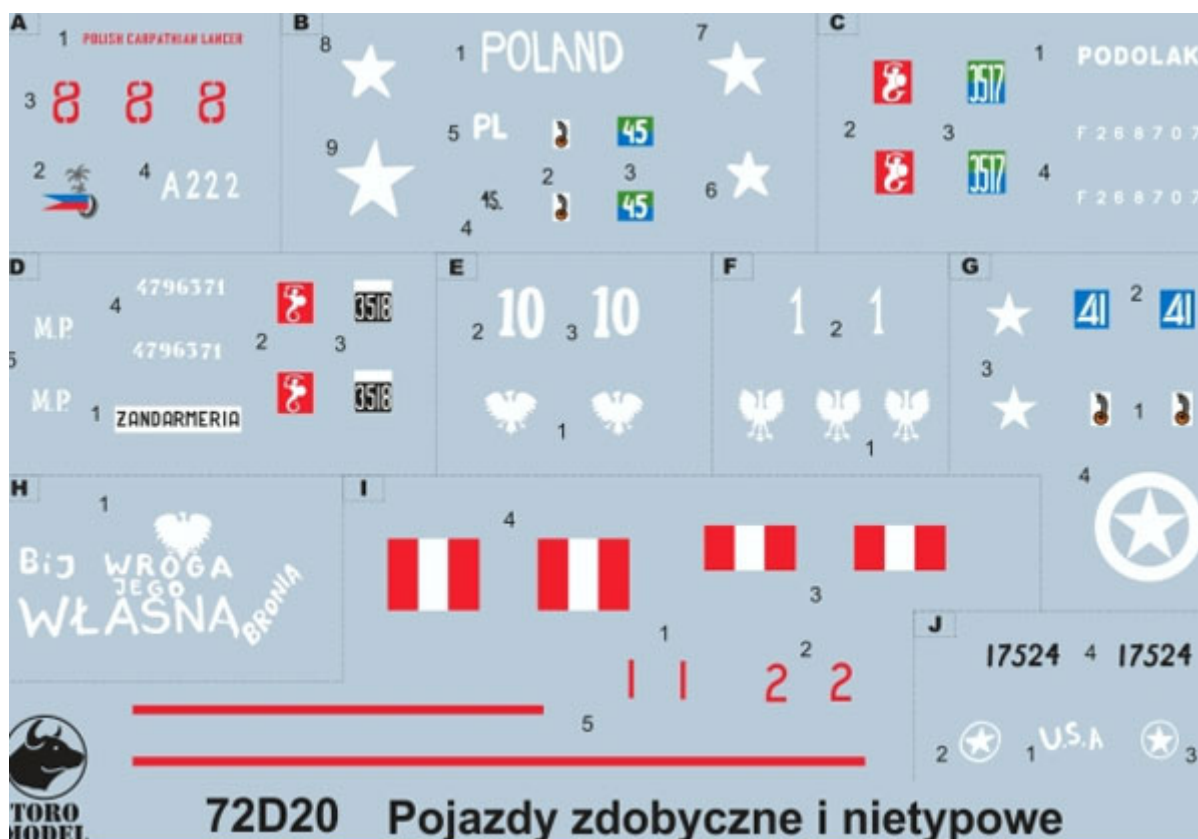 A
1 POLISH CARPATHIAN LANCER
3 8 8 8
2
4 A222
B
8
1 POLAND
7
5 PL
45
9
2
3
45.
45
6
4
C
1 PODOLAK
3517
2
3
F268707
3517
4
F268707
D
4 4796371
3518
M.P.
2
3
4796371
5
3518
M.P.
1 ZANDARMERIA
E
2 10 3 10
1
F
1 2 1
1
G
41 2 41
3
1
4
H
1
BiJ WROGA
JEGO
WŁASNA BRONIA
I
4
3
1
2
1 1 2 2
5
J
17524 4 17524
2 1 U.S.A 3
TORO
MODEL
72D20 Pojazdy zdobyczne i nietypowe